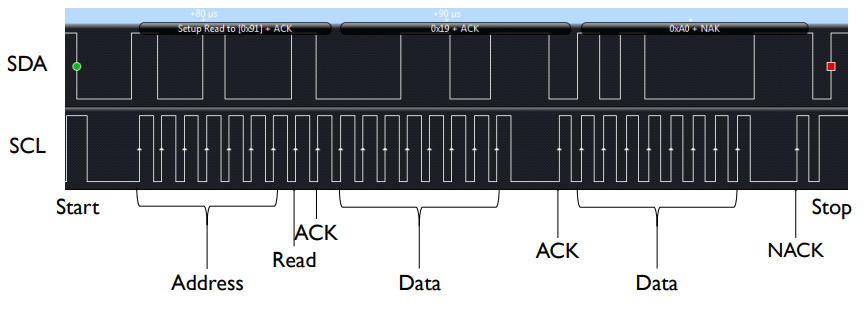 +80 µs
+90 µs
Setup Read to [0x91] + ACK
0x19 + ACK
0xA0 + NAK
SDA
SCL
Start
Stop
ACK
Read
ACK
NACK
Address
Data
Data